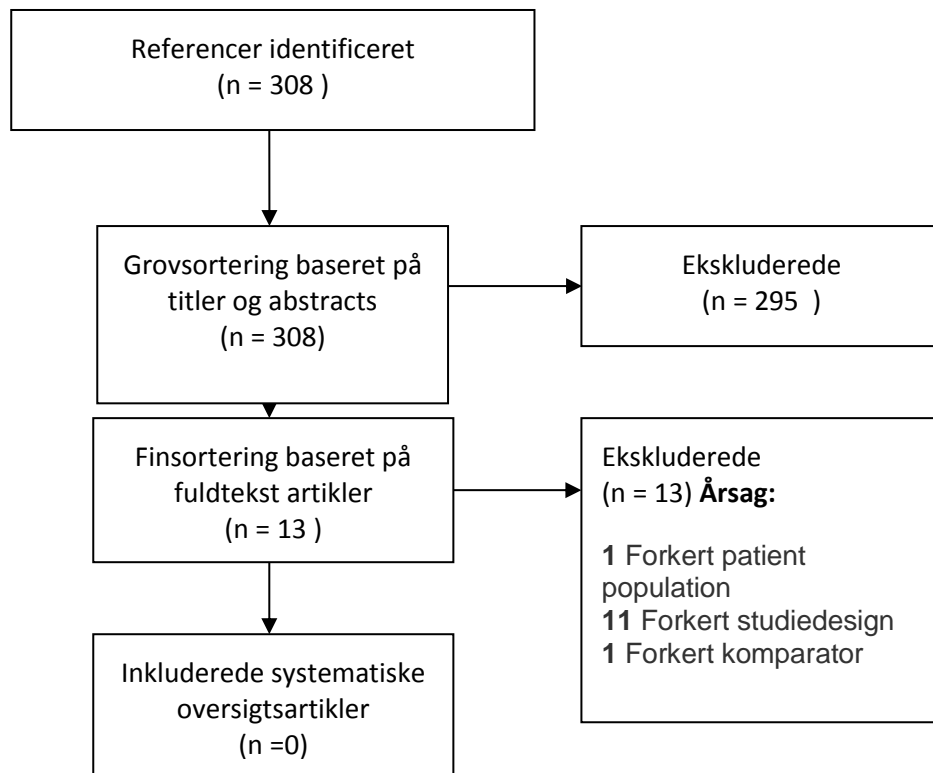 Referencer identificeret
(n = 308 )
Grovsortering baseret på
titler og abstracts
(n = 308)
Ekskluderede
(n = 295 )
Finsortering baseret på
fuldtekst artikler
(n = 13 )
Ekskluderede
(n = 13) Årsag:
1 Forkert patient
population
11 Forkert studiedesign
1 Forkert komparator
Inkluderede systematiske
oversigtsartikler
(n =0)